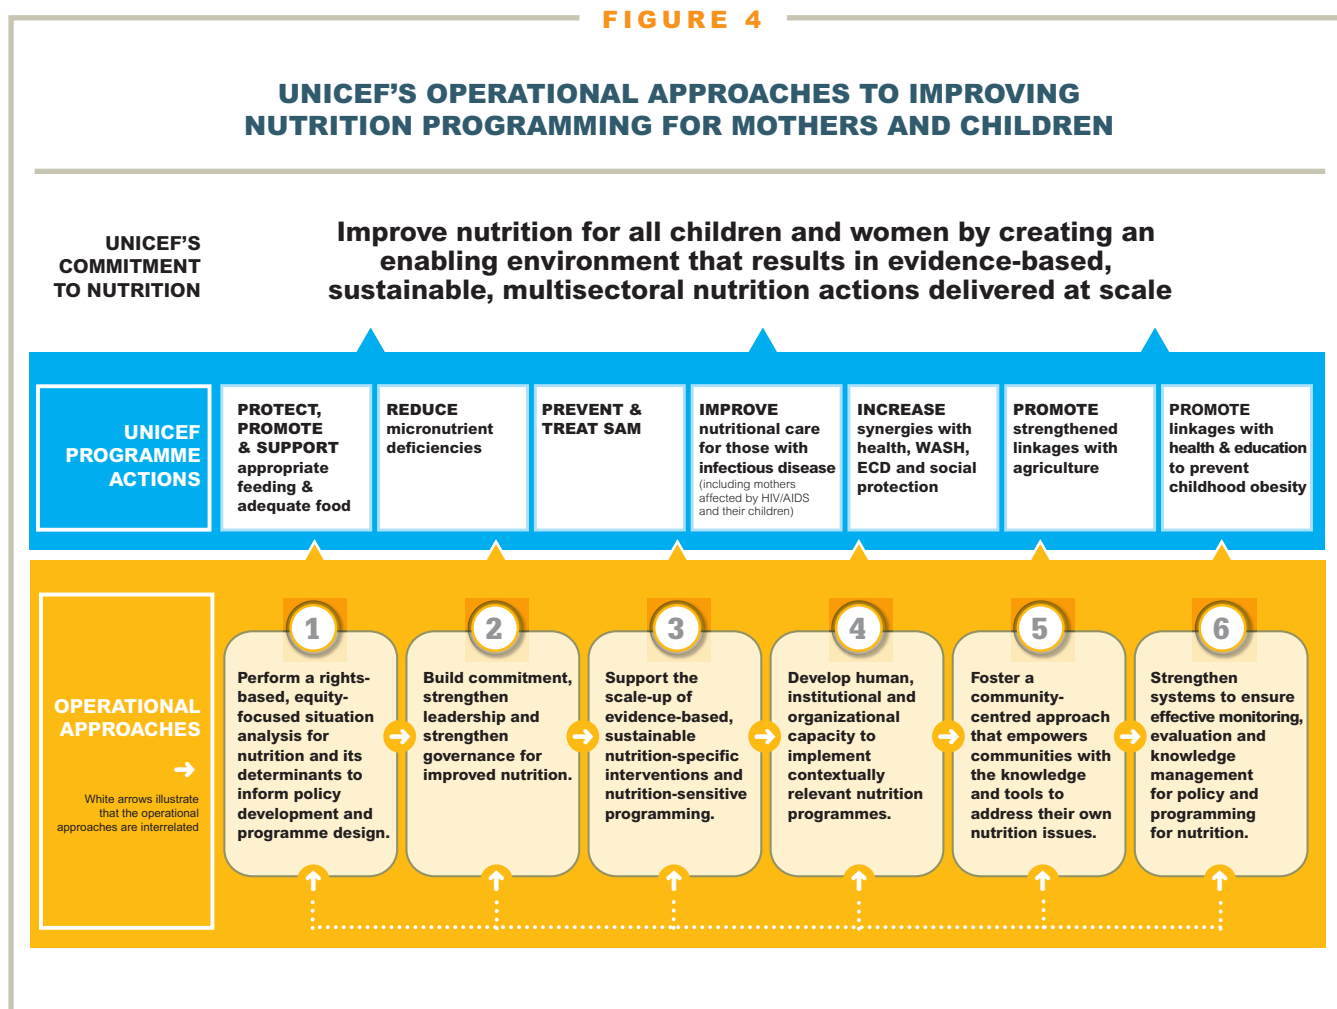 FIGURE 4
UNICEF’S OPERATIONAL APPROACHES TO IMPROVING
NUTRITION PROGRAMMING FOR MOTHERS AND CHILDREN
UNICEF’S
COMMITMENT
TO NUTRITION
Improve nutrition for all children and women by creating an
enabling environment that results in evidence-based,
sustainable, multisectoral nutrition actions delivered at scale
UNICEF
PROGRAMME
ACTIONS
PROTECT,
PROMOTE
& SUPPORT
appropriate
feeding &
adequate food
REDUCE
micronutrient
deficiencies
PREVENT &
TREAT SAM
IMPROVE
nutritional care
for those with
infectious disease
(including mothers
affected by HIV/AIDS
and their children)
INCREASE
synergies with
health, WASH,
ECD and social
protection
PROMOTE
strengthened
linkages with
agriculture
PROMOTE
linkages with
health & education
to prevent
childhood obesity
OPERATIONAL
APPROACHES
White arrows illustrate
that the operational
approaches are interrelated
1
Perform a rights-
based, equity-
focused situation
analysis for
nutrition and its
determinants to
inform policy
development and
programme design.
2
Build commitment,
strengthen
leadership and
strengthen
governance for
improved nutrition.
3
Support the
scale-up of
evidence-based,
sustainable
nutrition-specific
interventions and
nutrition-sensitive
programming.
4
Develop human,
institutional and
organizational
capacity to
implement
contextually
relevant nutrition
programmes.
5
Foster a
community-
centred approach
that empowers
communities with
the knowledge
and tools to
address their own
nutrition issues.
6
Strengthen
systems to ensure
effective monitoring,
evaluation and
knowledge
management
for policy and
programming
for nutrition.